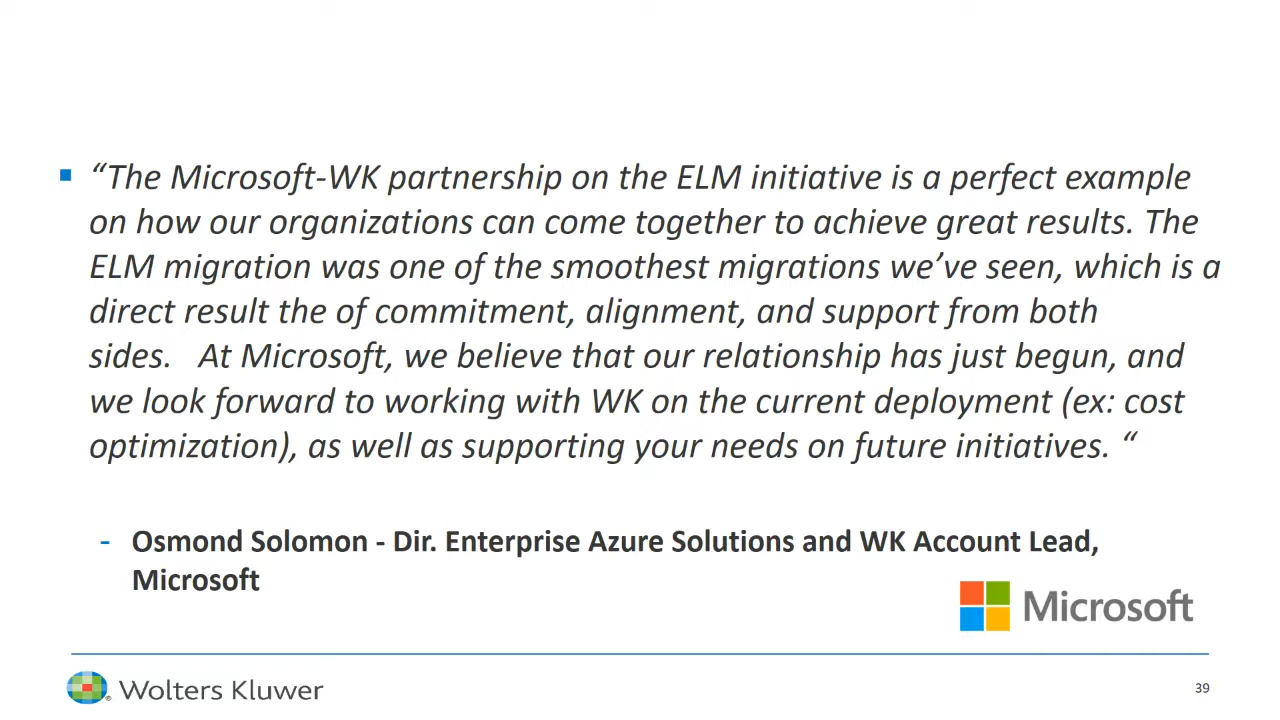 “The Microsoft-WK partnership on the ELM initiative is a perfect example
on how our organizations can come together to achieve great results. The
ELM migration was one of the smoothest migrations we’ve seen, which is a
direct result the of commitment, alignment, and support from both
sides.   At Microsoft, we believe that our relationship has just begun, and
we look forward to working with WK on the current deployment (ex: cost
optimization), as well as supporting your needs on future initiatives. “
- Osmond Solomon - Dir. Enterprise Azure Solutions and WK Account Lead,
Microsoft
Microsoft
® Wolters Kluwer
39